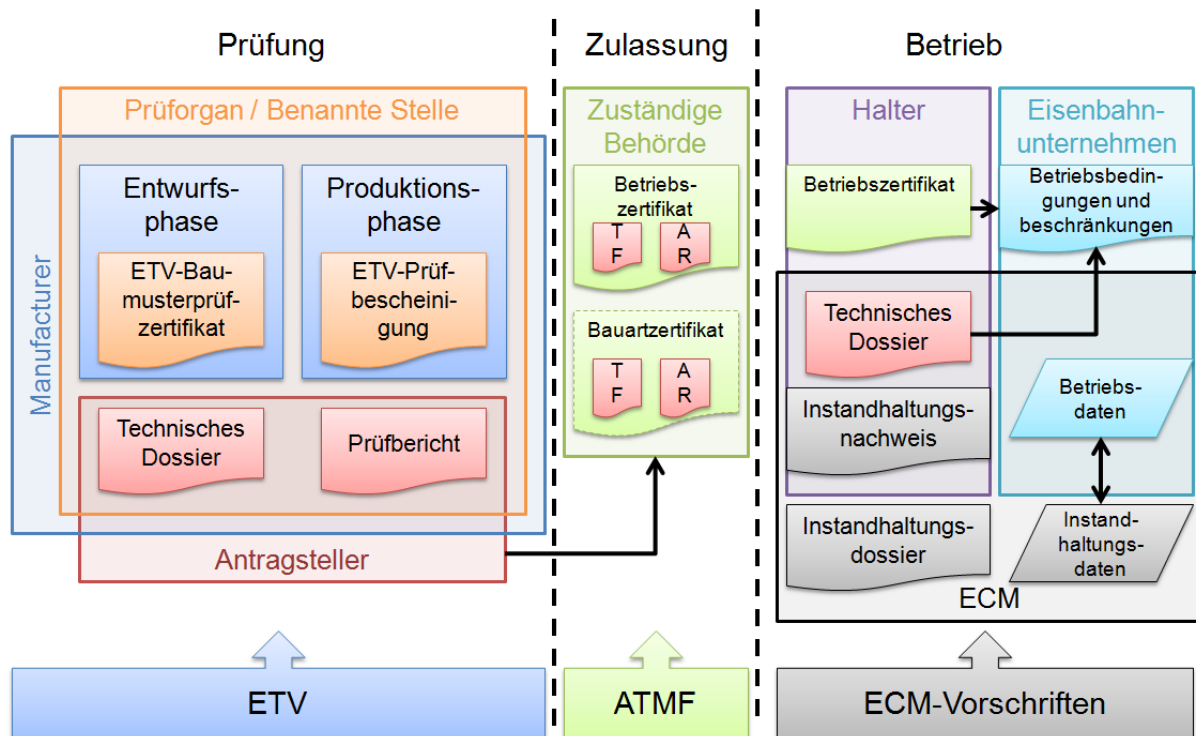 Prüfung
Zulassung
Betrieb
Prüforgan / Benannte Stelle
Manufacturer
Entwurfs-
phase
ETV-Bau-
musterprüf-
zertifikat
Produktions-
phase
ETV-Prüf-
bescheini-
gung
Technisches
Dossier
Prüfbericht
Antragsteller
Zuständige
Behörde
Betriebs-
zertifikat
T
F
A
R
Bauartzertifikat
T
F
A
R
Halter
Betriebszertifikat
Technisches
Dossier
Instandhaltungs-
nachweis
Instandhaltungs-
dossier
Eisenbahn-
unternehmen
Betriebsbedin-
gungen und
beschränkungen
Betriebs-
daten
Instand-
haltungs-
daten
ECM
ETV
ATMF
ECM-Vorschriften